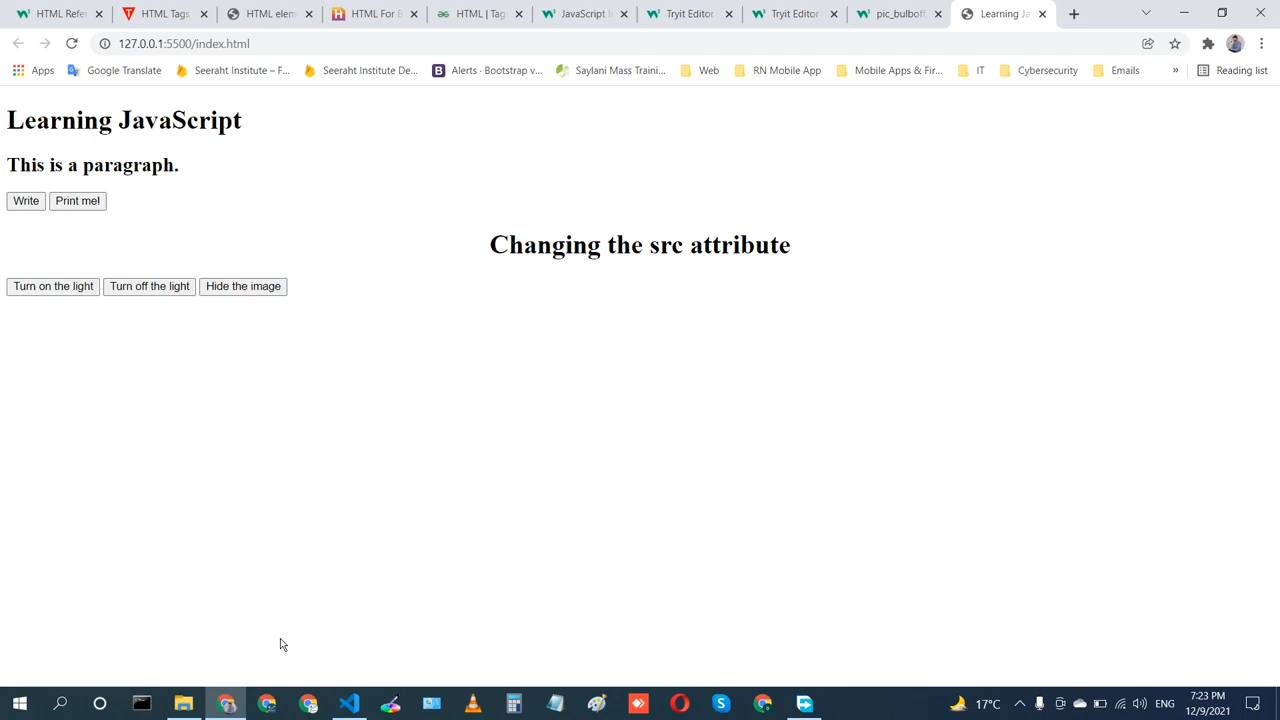 HTML Refer
HTML Tags
HTML elem
HTML For B
HTML | Tag
JavaScript In
Tryit Editor
Tryit Editor
pic_bulboff.
Learning Ja
127.0.0.1:5500/index.html
Apps
Google Translate
Seeraht Institute – F...
Seeraht Institute De...
Alerts · Bootstrap v...
Saylani Mass Traini...
Web
RN Mobile App
Mobile Apps & Fir...
IT
Cybersecurity
Emails
»
Reading list
Learning JavaScript
This is a paragraph.
Write Print me!
Changing the src attribute
Turn on the light Turn off the light Hide the image
17°C
ENG
7:23 PM
12/9/2021